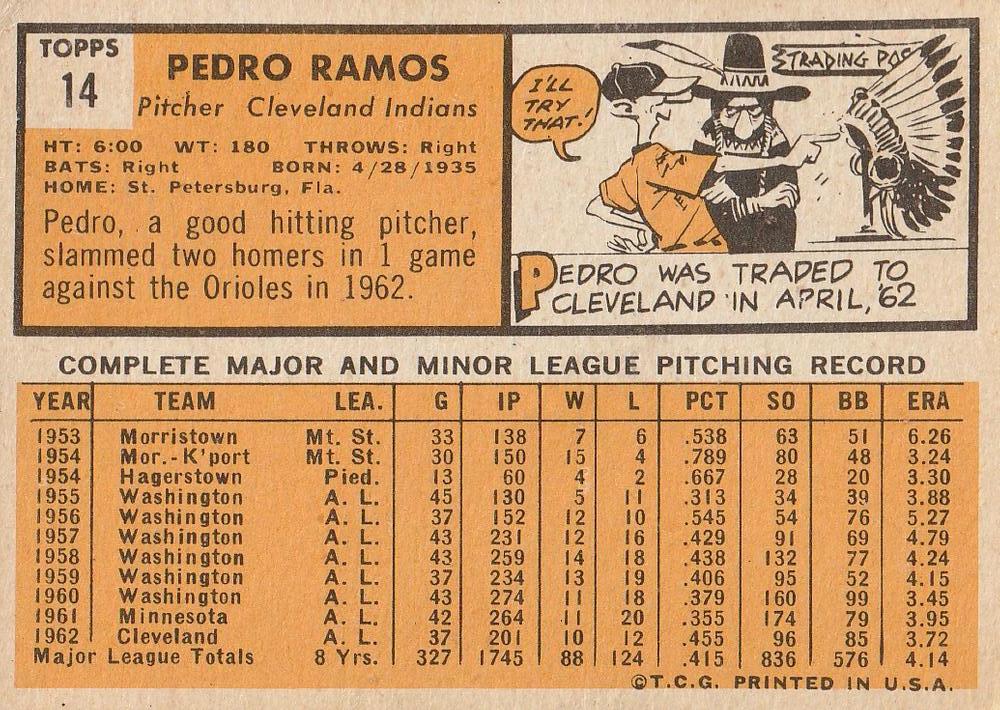 TOPPS
14
PEDRO RAMOS
Pitcher Cleveland Indians
HT: 6:00 WT: 180 THROWS: Right
BATS: Right BORN: 4/28/1935
HOME: St. Petersburg, Fla.
Pedro, a good hitting pitcher,
slammed two homers in 1 game
against the Orioles in 1962.
I'LL
TRY
THAT!
TRADING POS
PEDRO WAS TRADED TO
CLEVELAND IN APRIL, '62
COMPLETE MAJOR AND MINOR LEAGUE PITCHING RECORD
YEAR TEAM LEA. G IP W L PCT SO BB ERA
1953 Morristown Mt. St. 33 138 7 6 .538 63 51 6.26
1954 Mor.-K'port Mt. St. 30 150 15 4 .789 80 48 3.24
1954 Hagerstown Pied. 13 60 4 2 .667 28 20 3.30
1955 Washington A. L. 45 130 5 11 .313 34 39 3.88
1956 Washington A. L. 37 152 12 10 .545 54 76 5.27
1957 Washington A. L. 43 231 12 16 .429 91 69 4.79
1958 Washington A. L. 43 259 14 18 .438 132 77 4.24
1959 Washington A. L. 37 234 13 19 .406 95 52 4.15
1960 Washington A. L. 43 274 11 18 .379 160 99 3.45
1961 Minnesota A. L. 42 264 11 20 .355 174 79 3.95
1962 Cleveland A. L. 37 201 10 12 .455 96 85 3.72
Major League Totals 8 Yrs. 327 1745 88 124 .415 836 576 4.14
©T.C.G. PRINTED IN U.S.A.